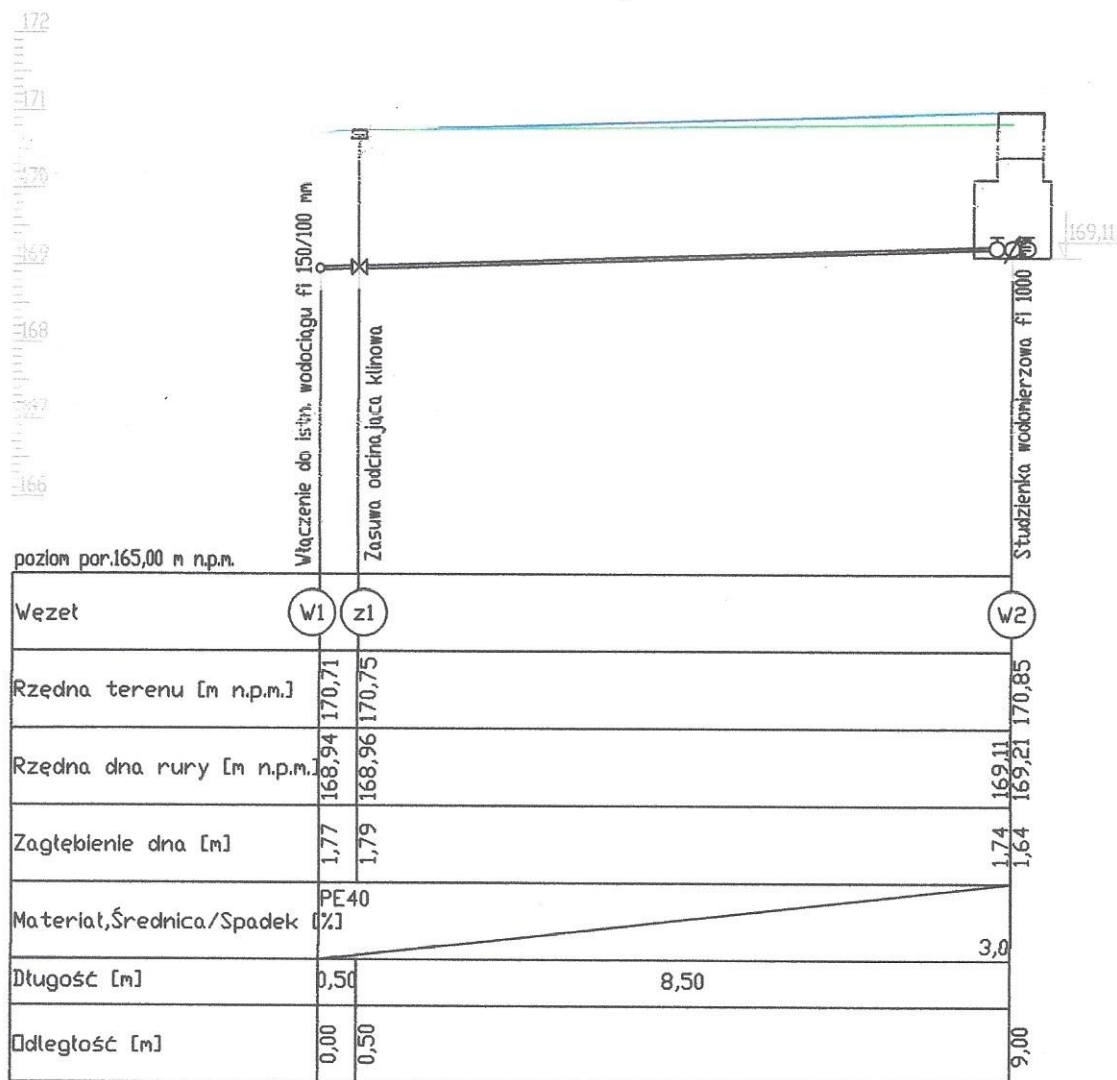 172
171
170
169
168
167
166
169,11
Włączenie do istn. wodociągu fi 150/100 mm
Zasuwa odcinająca klinowa
Studzienka wodomierzowa fi 1000
poziom por.165,00 m n.p.m.
Węzeł W1 z1 W2
Rzędna terenu [m n.p.m.] 170,71 170,75 170,85
Rzędna dna rury [m n.p.m.] 168,94 168,96 169,11 169,21
Zagłębienie dna [m] 1,77 1,79 1,74 1,64
Materiał,Średnica/Spadek [%] PE40 3,0
Długość [m] 0,50 8,50
Odległość [m] 0,00 0,50 9,00